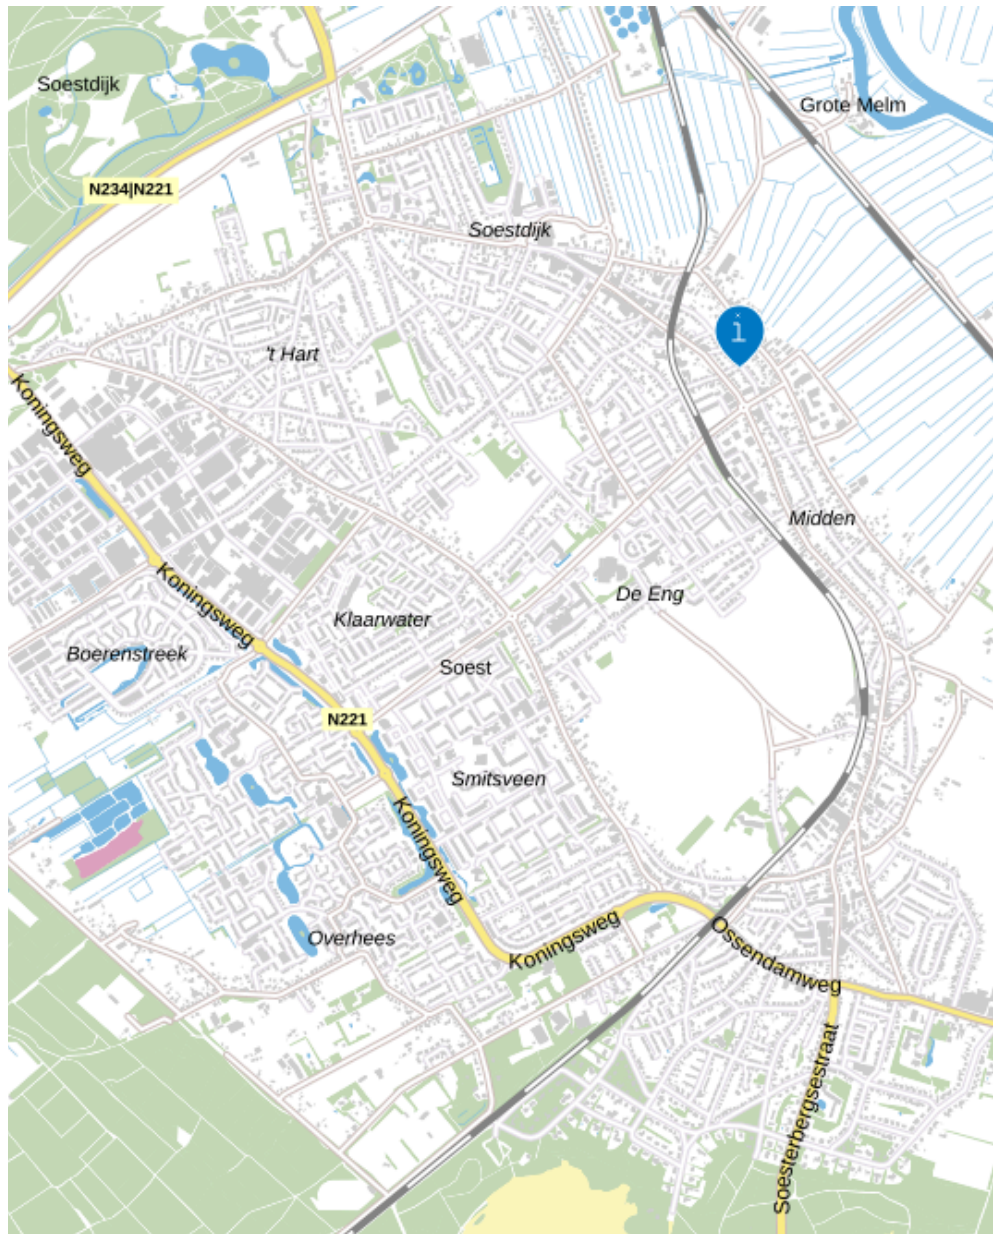 Soestdijk
Grote Melm
N234|N221
Soestdijk
i
't Hart
Koningsweg
Midden
Koningsweg
De Eng
Klaarwater
Boerenstreek
Soest
N221
Smitsveen
Koningsweg
Overhees
Koningsweg
Ossendamweg
Soesterbergsestraat